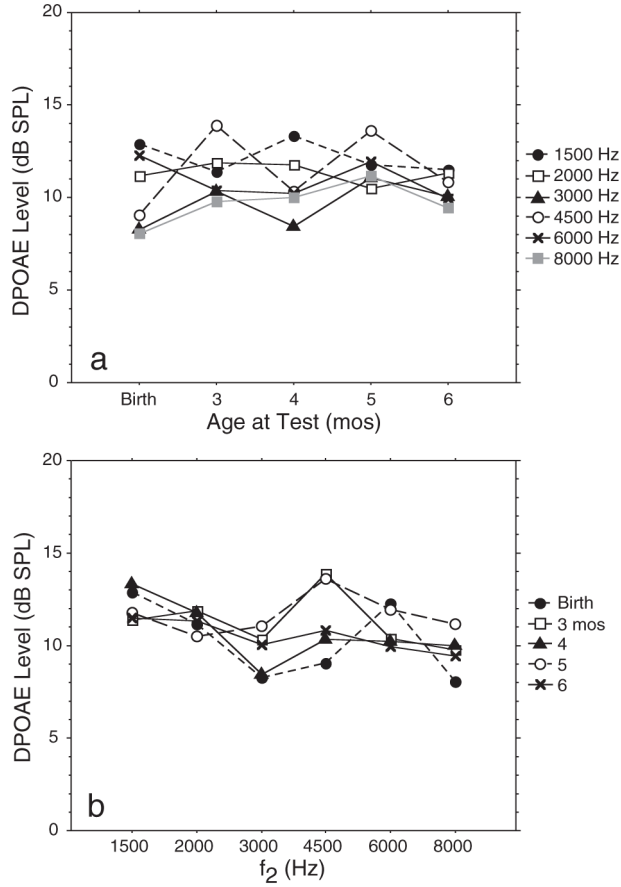 20
15
10
5
0
DPOAE Level (dB SPL)
a
Birth 3 4 5 6
Age at Test (mos)
1500 Hz
2000 Hz
3000 Hz
4500 Hz
6000 Hz
8000 Hz
20
15
10
5
0
DPOAE Level (dB SPL)
b
1500 2000 3000 4500 6000 8000
f2 (Hz)
Birth
3 mos
4
5
6